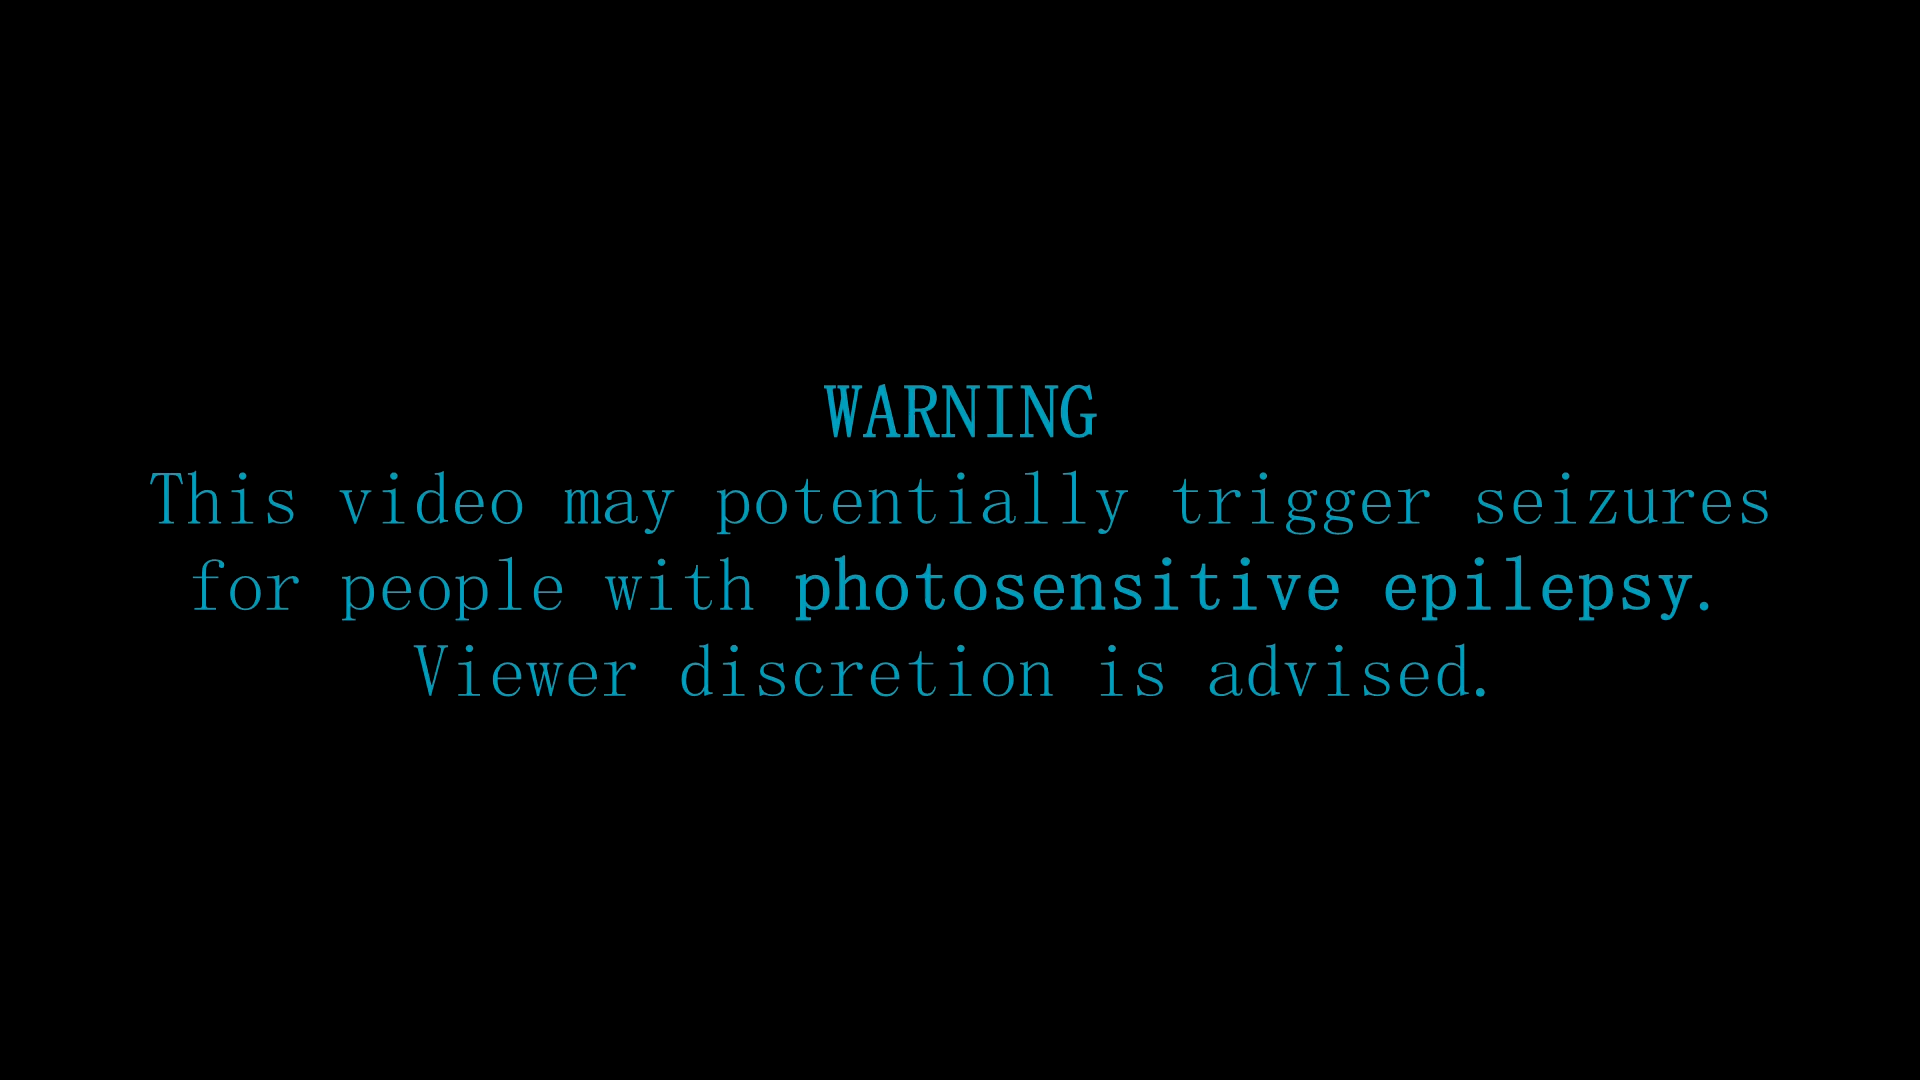 WARNING
This video may potentially trigger seizures
for people with photosensitive epilepsy.
Viewer discretion is advised.